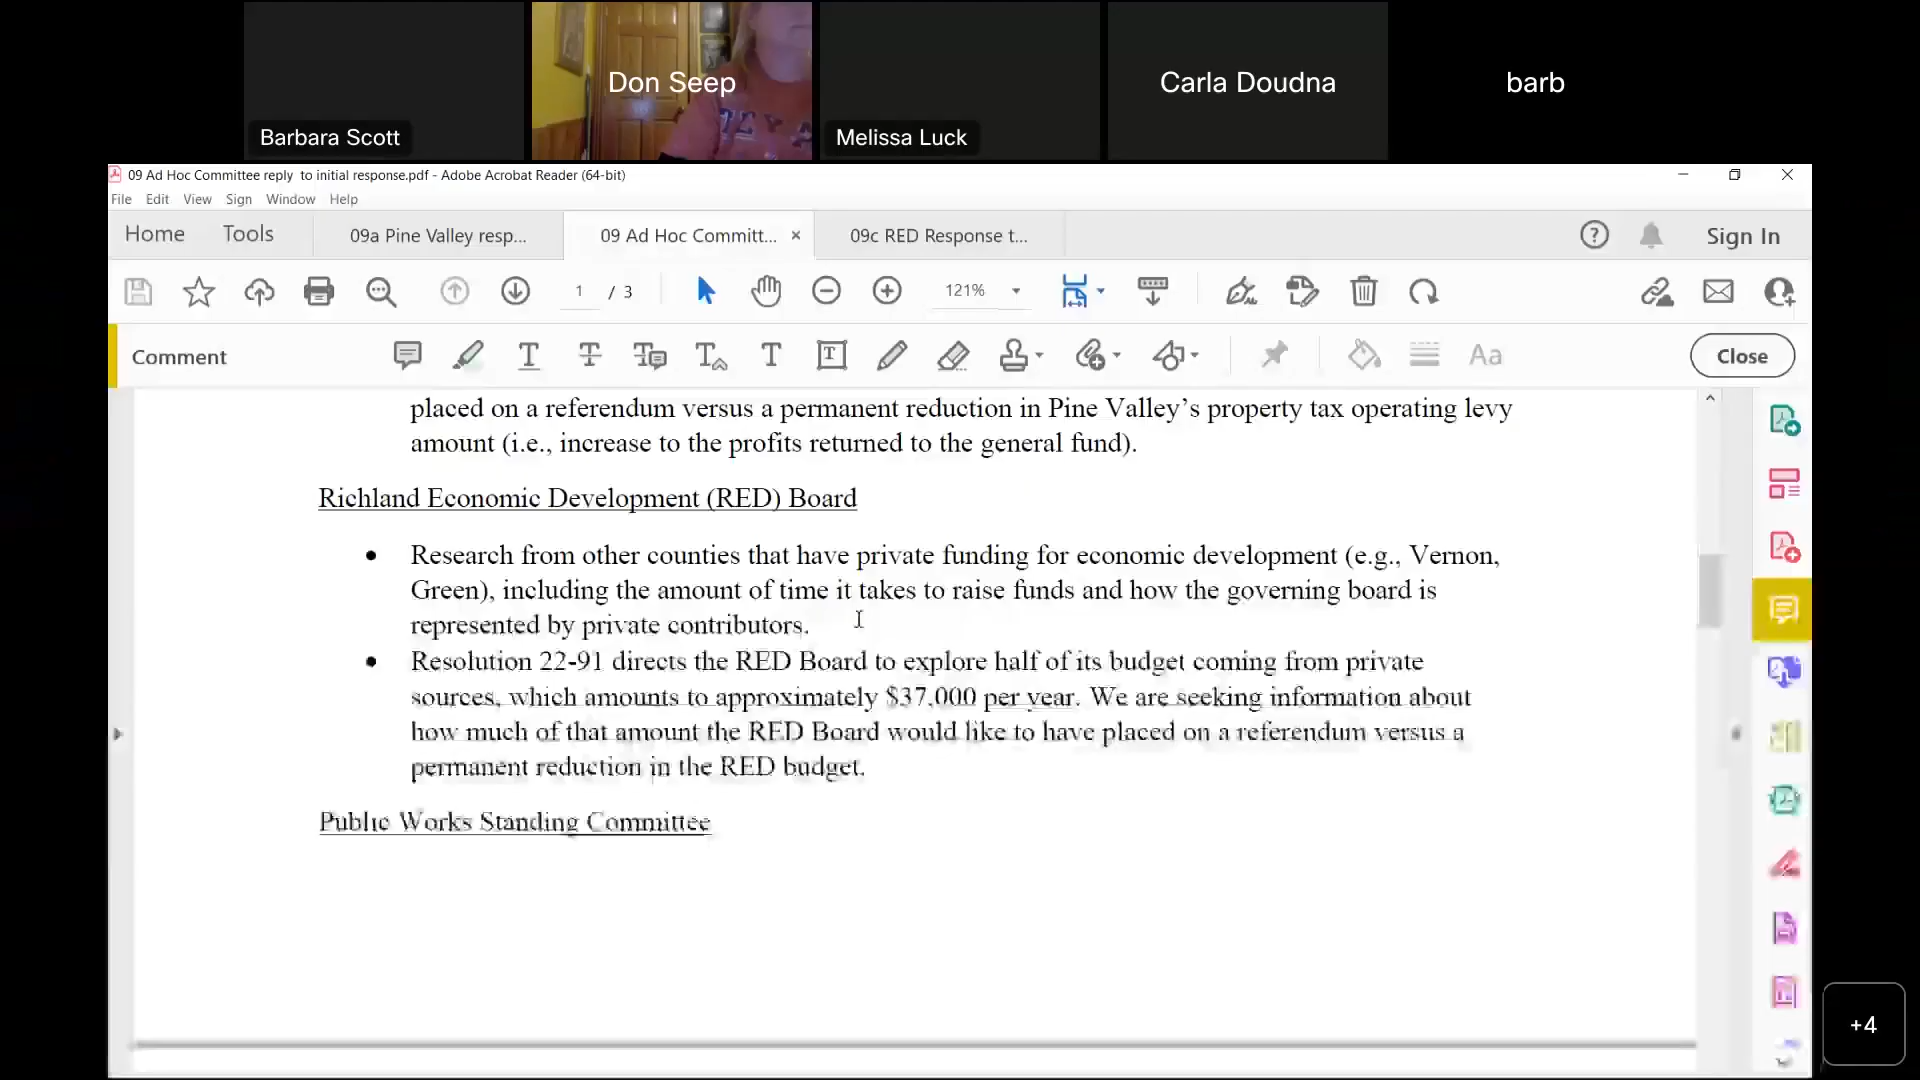 Don Seep
Carla Doudna
barb
Barbara Scott
Melissa Luck
09 Ad Hoc Committee reply to initial response.pdf - Adobe Acrobat Reader (64-bit)
File Edit View Sign Window Help
Home Tools 09a Pine Valley resp... 09 Ad Hoc Committ... × 09c RED Response t... Sign In
1 / 3 121%
Comment Aa Close
placed on a referendum versus a permanent reduction in Pine Valley’s property tax operating levy
amount (i.e., increase to the profits returned to the general fund).
Richland Economic Development (RED) Board
• Research from other counties that have private funding for economic development (e.g., Vernon,
Green), including the amount of time it takes to raise funds and how the governing board is
represented by private contributors.
• Resolution 22-91 directs the RED Board to explore half of its budget coming from private
sources, which amounts to approximately $37,000 per year. We are seeking information about
how much of that amount the RED Board would like to have placed on a referendum versus a
permanent reduction in the RED budget.
Public Works Standing Committee
+4